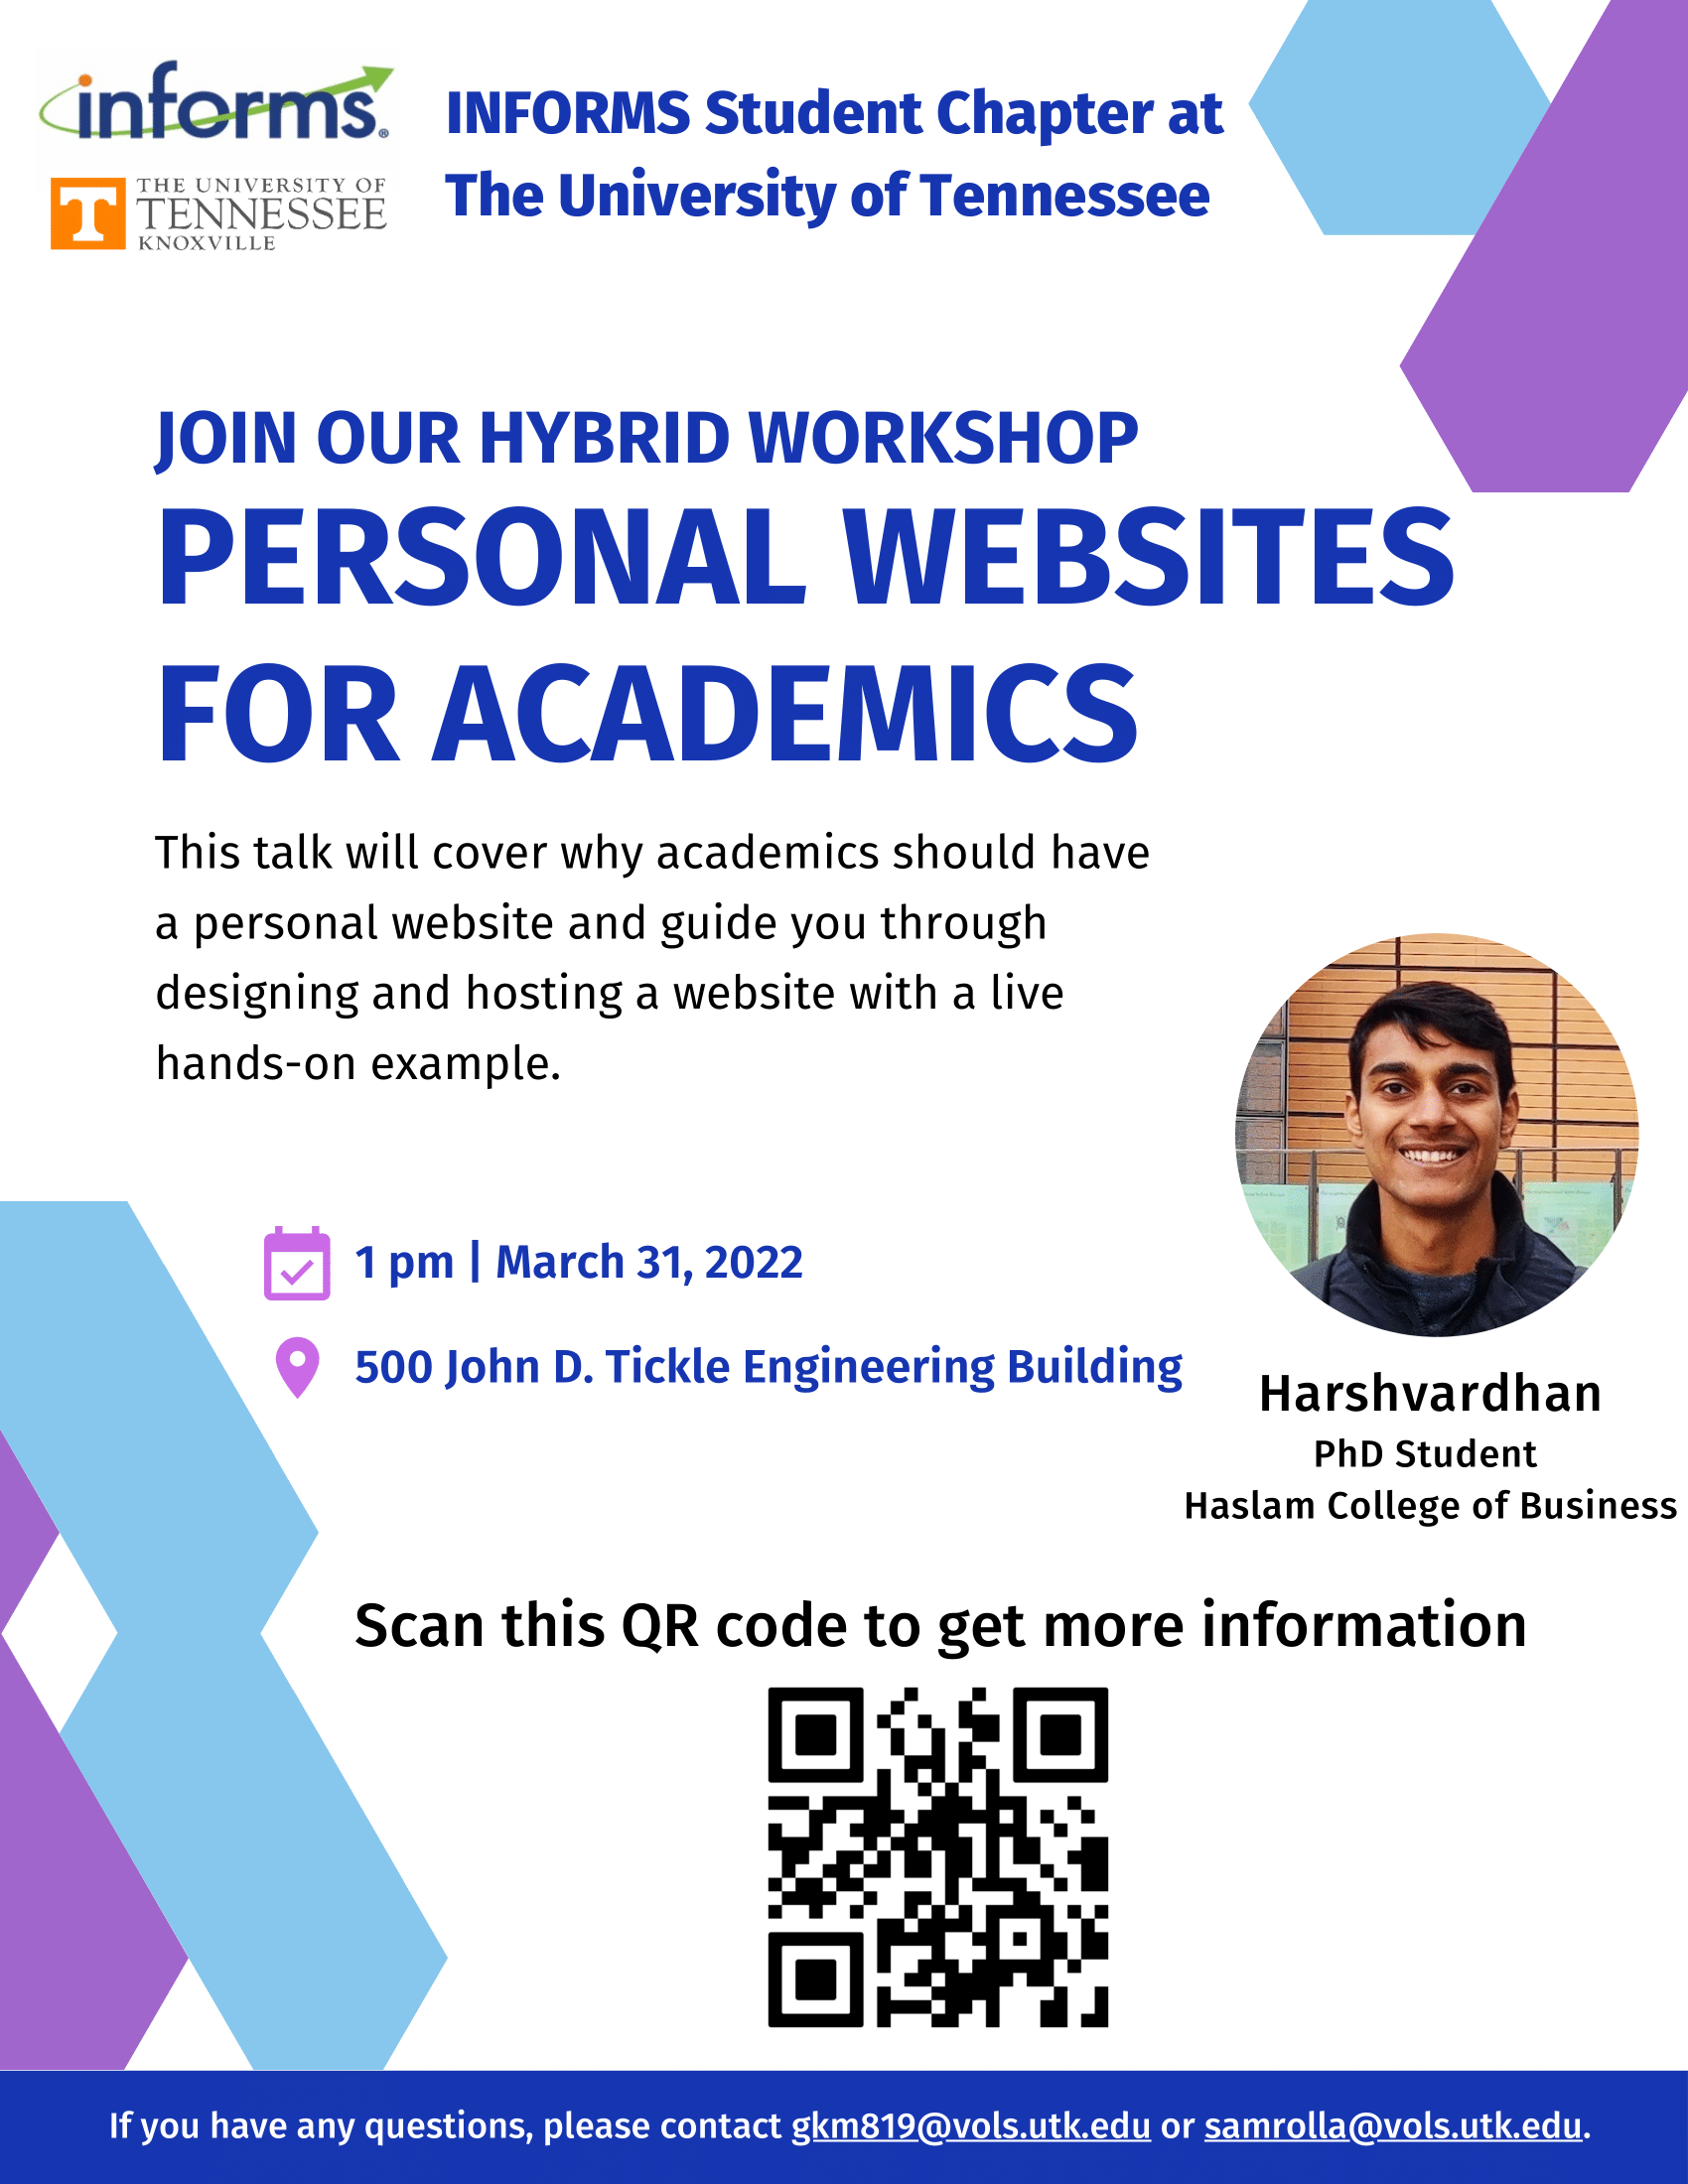 informs®
THE UNIVERSITY OF
TENNESSEE
KNOXVILLE
INFORMS Student Chapter at
The University of Tennessee
JOIN OUR HYBRID WORKSHOP
PERSONAL WEBSITES
FOR ACADEMICS
This talk will cover why academics should have
a personal website and guide you through
designing and hosting a website with a live
hands-on example.
1 pm | March 31, 2022
500 John D. Tickle Engineering Building
Harshvardhan
PhD Student
Haslam College of Business
Scan this QR code to get more information
If you have any questions, please contact gkm819@vols.utk.edu or samrolla@vols.utk.edu.